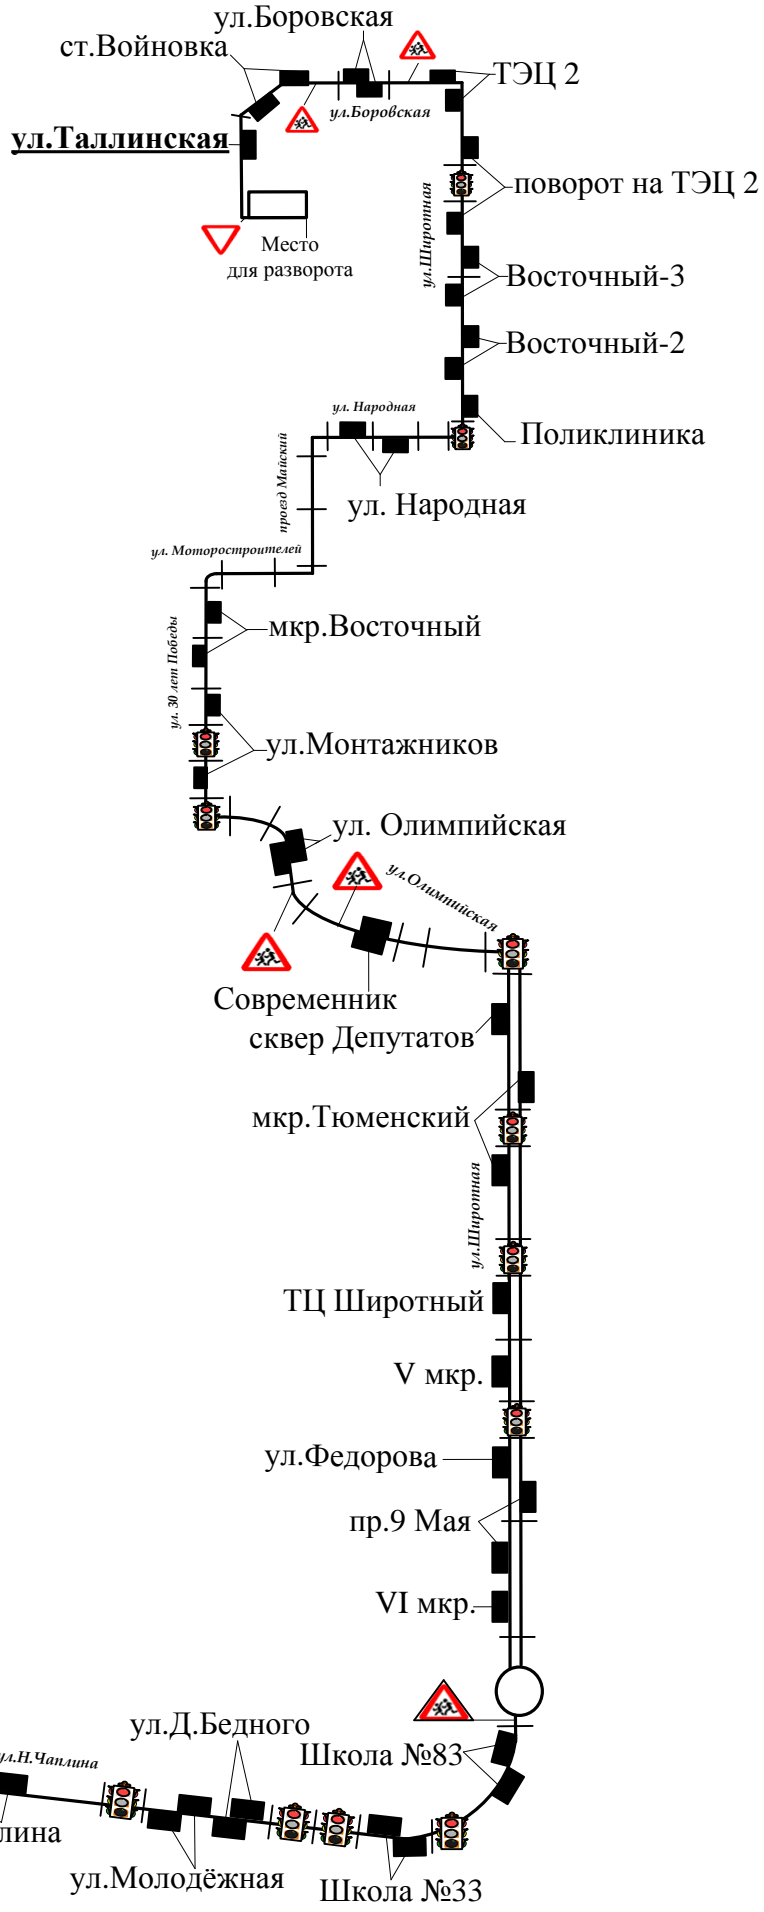 ул.Боровская
ст.Войновка
ТЭЦ 2
ул.Боровская
ул.Таллинская
поворот на ТЭЦ 2
ул.Широтная
Место
для разворота
Восточный-3
Восточный-2
ул. Народная
Поликлиника
проезд Майский
ул. Народная
ул. Моторостроителей
мкр.Восточный
ул. 30 лет Победы
ул.Монтажников
ул. Олимпийская
ул.Олимпийская
Современник
сквер Депутатов
мкр.Тюменский
ул.Широтная
ТЦ Широтный
V мкр.
ул.Федорова
пр.9 Мая
VI мкр.
ул.Д.Бедного
Школа №83
ул.Н.Чаплина
лина
ул.Молодёжная
Школа №33